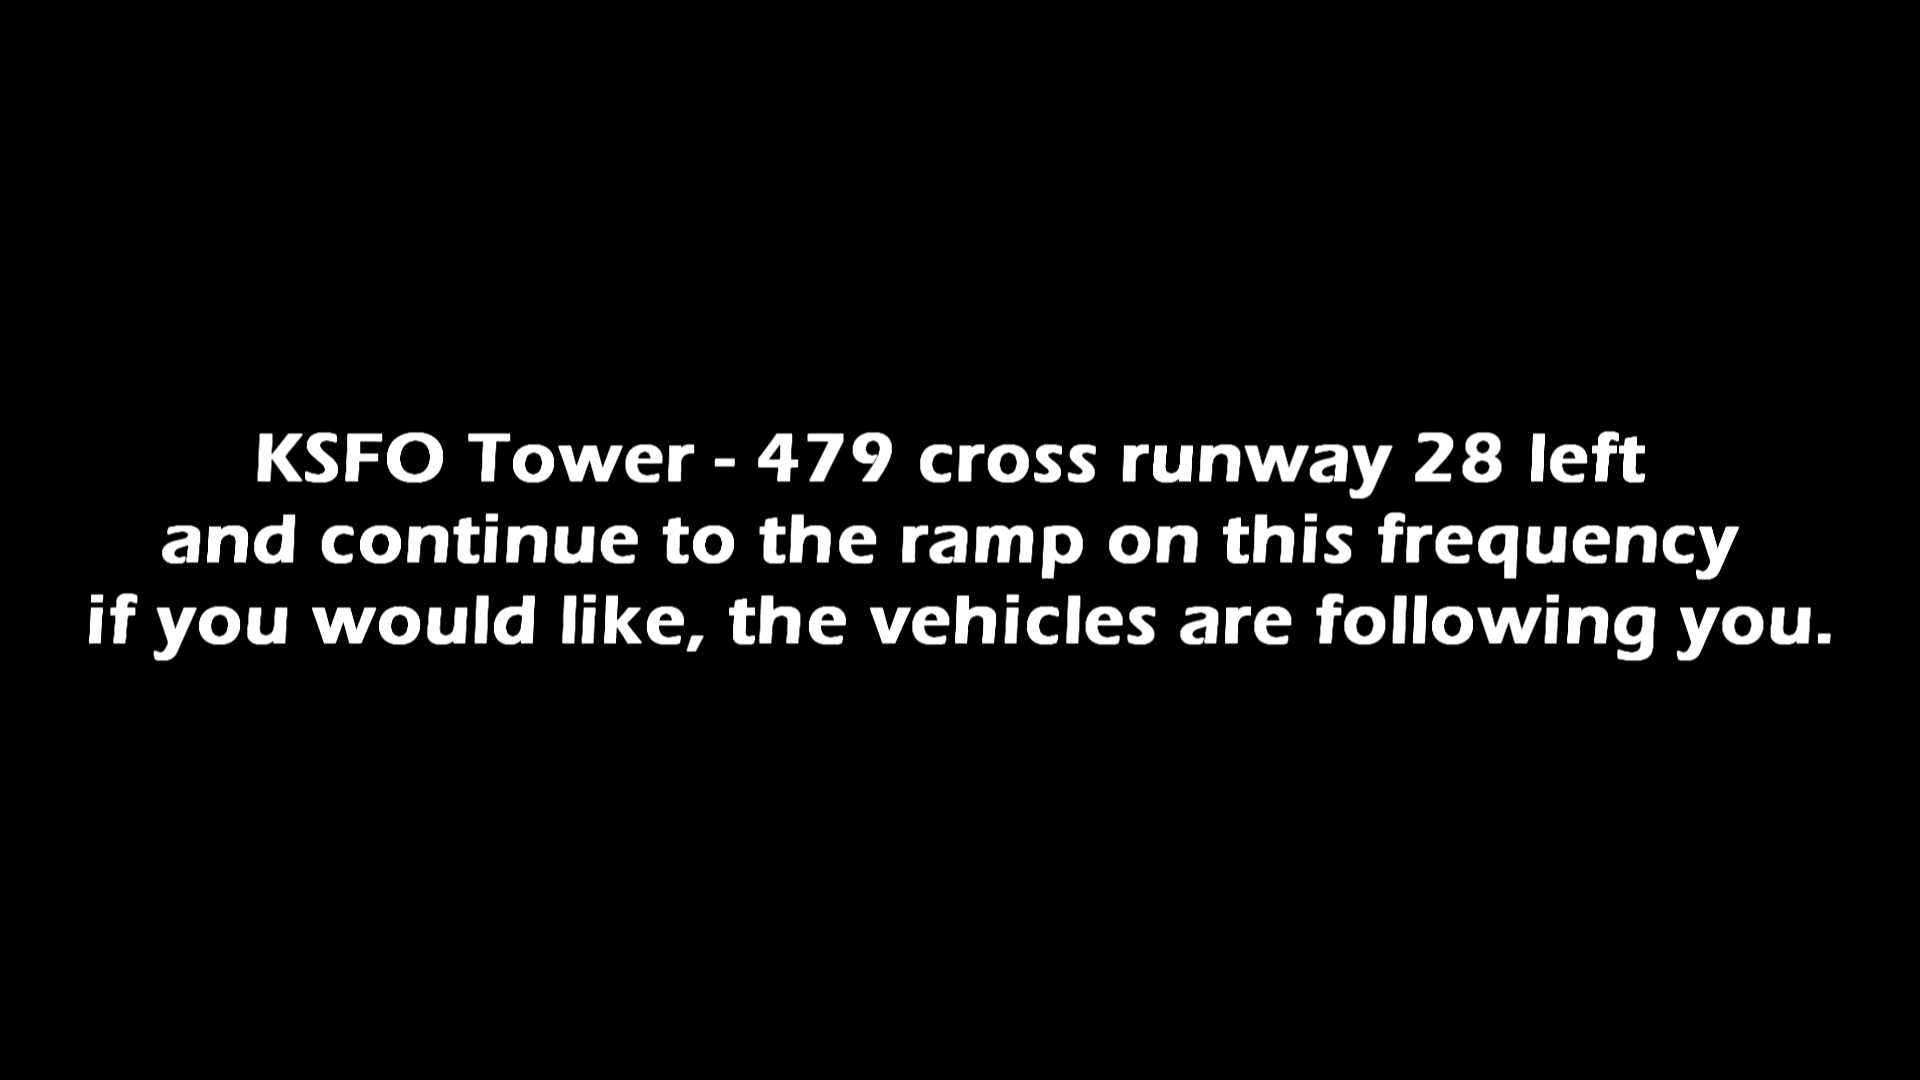 KSFO Tower - 479 cross runway 28 left
and continue to the ramp on this frequency
if you would like, the vehicles are following you.